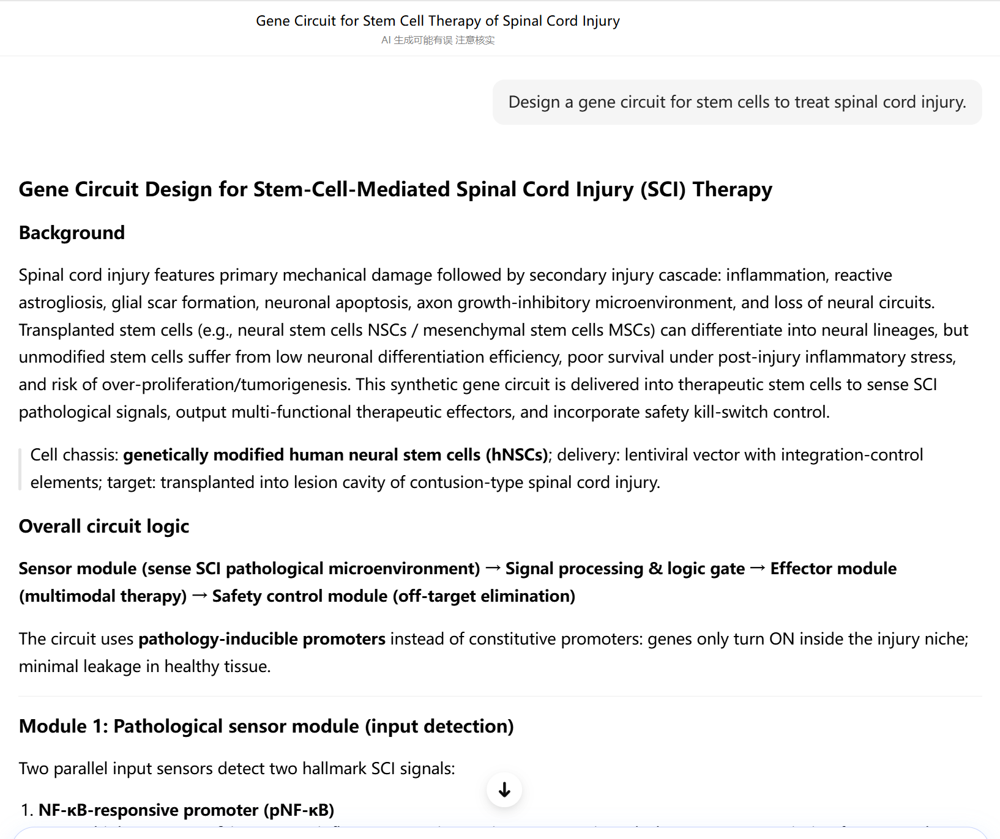 Gene Circuit for Stem Cell Therapy of Spinal Cord Injury
AI 生成可能有误 注意核实
Design a gene circuit for stem cells to treat spinal cord injury.
Gene Circuit Design for Stem-Cell-Mediated Spinal Cord Injury (SCI) Therapy
Background
Spinal cord injury features primary mechanical damage followed by secondary injury cascade: inflammation, reactive
astrogliosis, glial scar formation, neuronal apoptosis, axon growth-inhibitory microenvironment, and loss of neural circuits.
Transplanted stem cells (e.g., neural stem cells NSCs / mesenchymal stem cells MSCs) can differentiate into neural lineages, but
unmodified stem cells suffer from low neuronal differentiation efficiency, poor survival under post-injury inflammatory stress,
and risk of over-proliferation/tumorigenesis. This synthetic gene circuit is delivered into therapeutic stem cells to sense SCI
pathological signals, output multi-functional therapeutic effectors, and incorporate safety kill-switch control.
Cell chassis: genetically modified human neural stem cells (hNSCs); delivery: lentiviral vector with integration-control
elements; target: transplanted into lesion cavity of contusion-type spinal cord injury.
Overall circuit logic
Sensor module (sense SCI pathological microenvironment) → Signal processing & logic gate → Effector module
(multimodal therapy) → Safety control module (off-target elimination)
The circuit uses pathology-inducible promoters instead of constitutive promoters: genes only turn ON inside the injury niche;
minimal leakage in healthy tissue.
Module 1: Pathological sensor module (input detection)
Two parallel input sensors detect two hallmark SCI signals:
1. NF-κB-responsive promoter (pNF-κB)